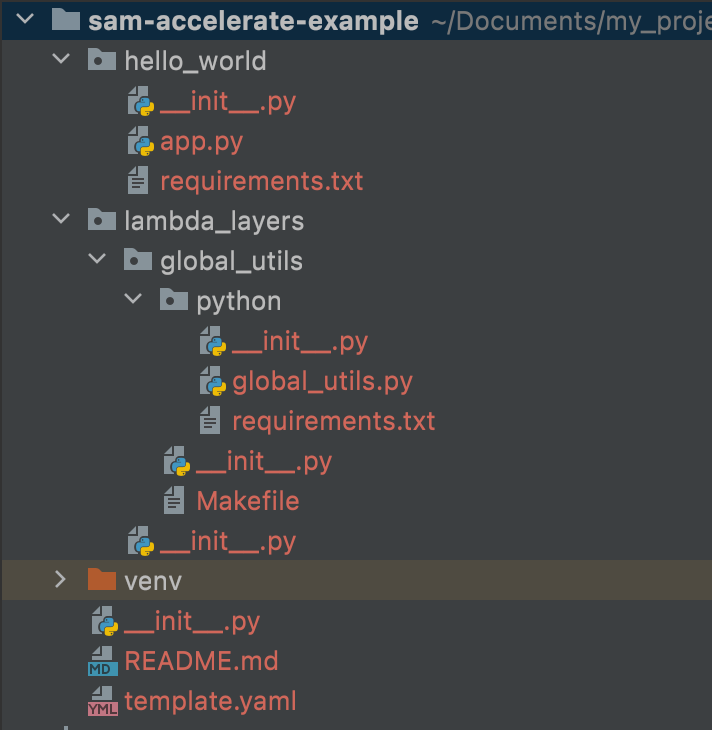 sam-accelerate-example ~/Documents/my_proje
hello_world
__init__.py
app.py
requirements.txt
lambda_layers
global_utils
python
__init__.py
global_utils.py
requirements.txt
__init__.py
Makefile
__init__.py
venv
__init__.py
MD README.md
YML template.yaml